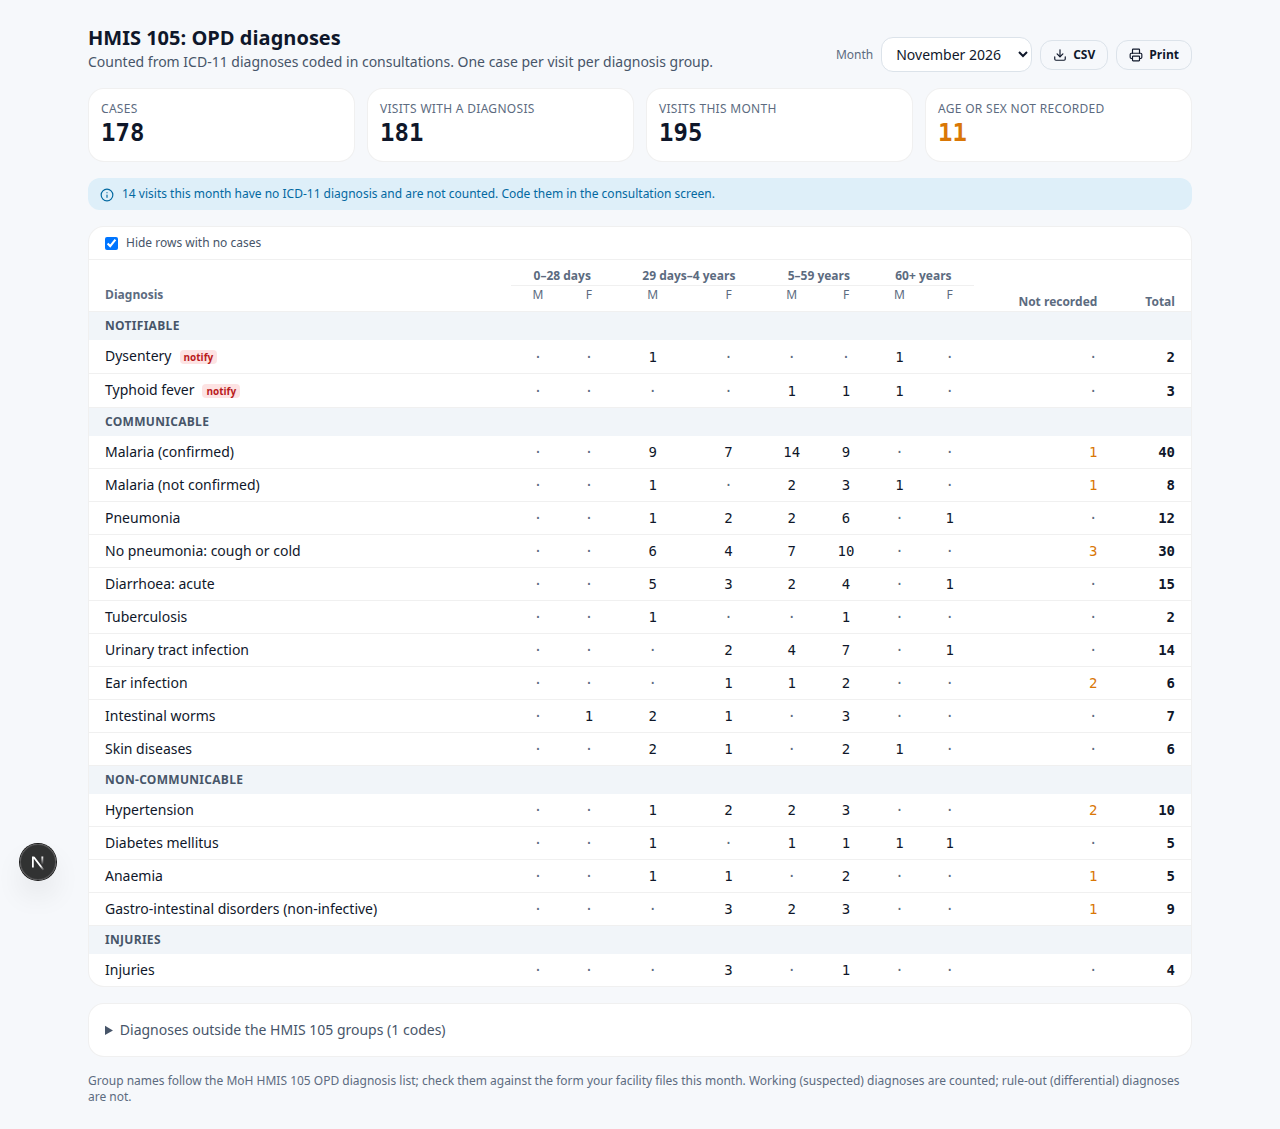 HMIS 105: OPD diagnoses
Counted from ICD-11 diagnoses coded in consultations. One case per visit per diagnosis group.
Month November 2026 CSV Print
CASES
178
VISITS WITH A DIAGNOSIS
181
VISITS THIS MONTH
195
AGE OR SEX NOT RECORDED
11
14 visits this month have no ICD-11 diagnosis and are not counted. Code them in the consultation screen.
Hide rows with no cases
0–28 days 29 days–4 years 5–59 years 60+ years
Diagnosis M F M F M F M F Not recorded Total
NOTIFIABLE
Dysentery notify · · 1 · · · 1 · · 2
Typhoid fever notify · · · · 1 1 1 · · 3
COMMUNICABLE
Malaria (confirmed) · · 9 7 14 9 · · 1 40
Malaria (not confirmed) · · 1 · 2 3 1 · 1 8
Pneumonia · · 1 2 2 6 · 1 · 12
No pneumonia: cough or cold · · 6 4 7 10 · · 3 30
Diarrhoea: acute · · 5 3 2 4 · 1 · 15
Tuberculosis · · 1 · · 1 · · · 2
Urinary tract infection · · · 2 4 7 · 1 · 14
Ear infection · · · 1 1 2 · · 2 6
Intestinal worms · 1 2 1 · 3 · · · 7
Skin diseases · · 2 1 · 2 1 · · 6
NON-COMMUNICABLE
Hypertension · · 1 2 2 3 · · 2 10
Diabetes mellitus · · 1 · 1 1 1 1 · 5
Anaemia · · 1 1 · 2 · · 1 5
Gastro-intestinal disorders (non-infective) · · · 3 2 3 · · 1 9
INJURIES
Injuries · · · 3 · 1 · · · 4
Diagnoses outside the HMIS 105 groups (1 codes)
Group names follow the MoH HMIS 105 OPD diagnosis list; check them against the form your facility files this month. Working (suspected) diagnoses are counted; rule-out (differential) diagnoses
are not.